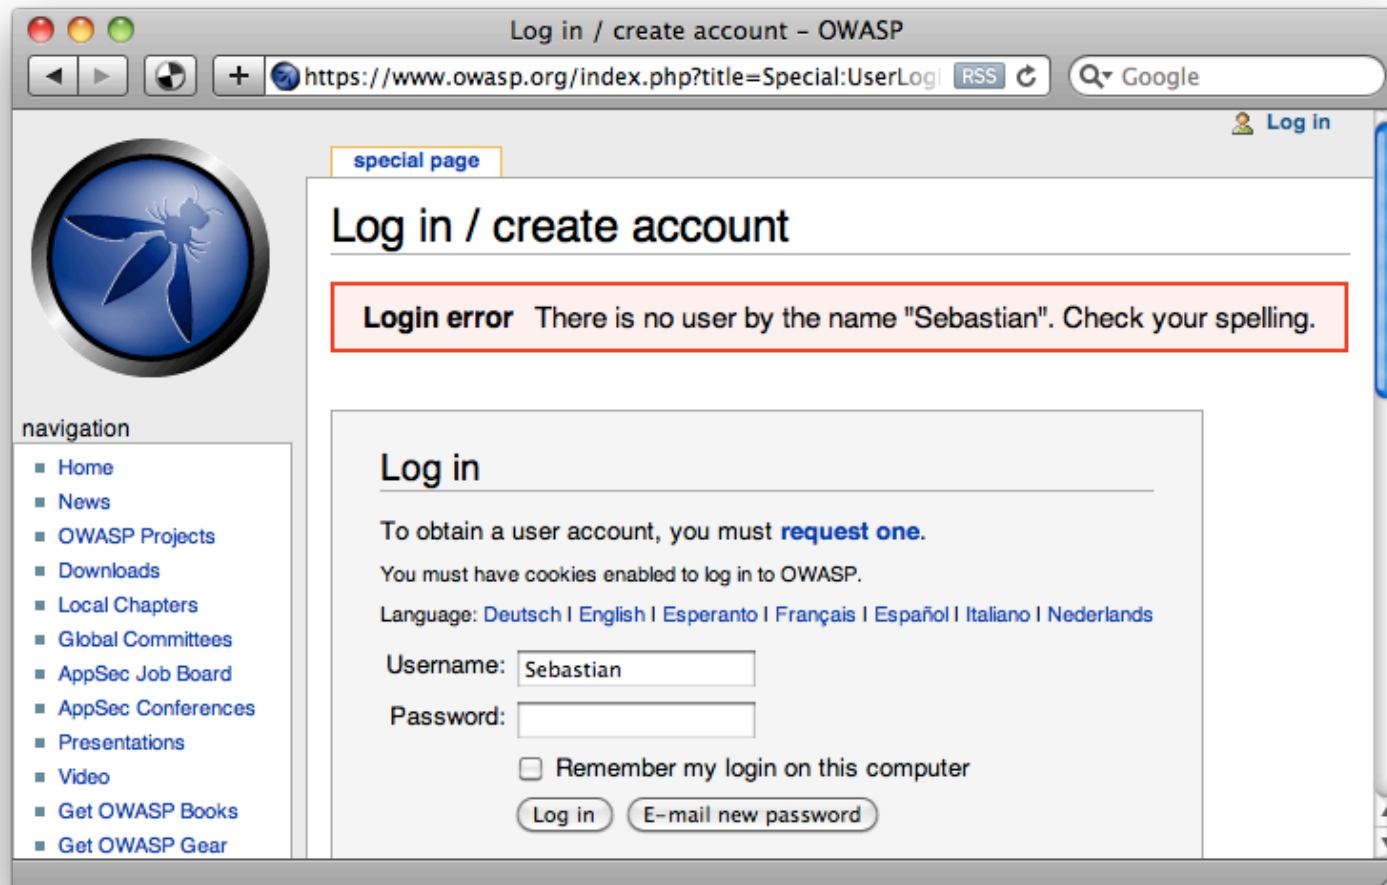 Log in / create account – OWASP
https://www.owasp.org/index.php?title=Special:UserLog
RSS
Google
Log in
special page
Log in / create account
Login error There is no user by the name "Sebastian". Check your spelling.
navigation
Home
News
OWASP Projects
Downloads
Local Chapters
Global Committees
AppSec Job Board
AppSec Conferences
Presentations
Video
Get OWASP Books
Get OWASP Gear
Log in
To obtain a user account, you must request one.
You must have cookies enabled to log in to OWASP.
Language: Deutsch | English | Esperanto | Français | Español | Italiano | Nederlands
Username: Sebastian
Password:
Remember my login on this computer
Log in E-mail new password